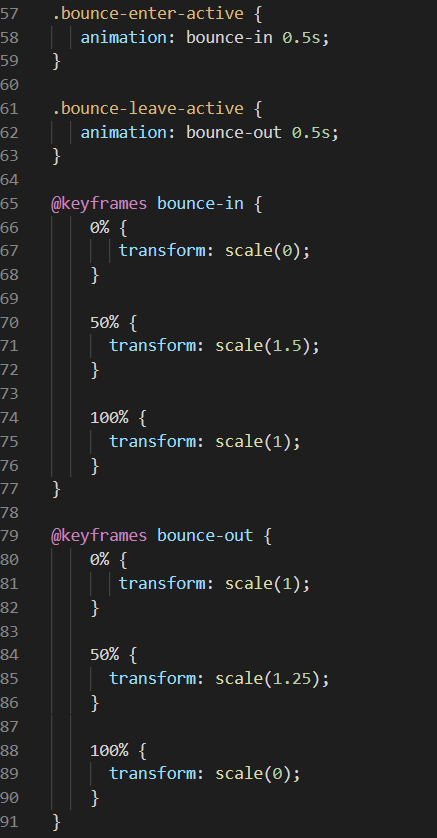 57 .bounce-enter-active {
58 animation: bounce-in 0.5s;
59 }
60
61 .bounce-leave-active {
62 animation: bounce-out 0.5s;
63 }
64
65 @keyframes bounce-in {
66 0% {
67 transform: scale(0);
68 }
69
70 50% {
71 transform: scale(1.5);
72 }
73
74 100% {
75 transform: scale(1);
76 }
77 }
78
79 @keyframes bounce-out {
80 0% {
81 transform: scale(1);
82 }
83
84 50% {
85 transform: scale(1.25);
86 }
87
88 100% {
89 transform: scale(0);
90 }
91 }